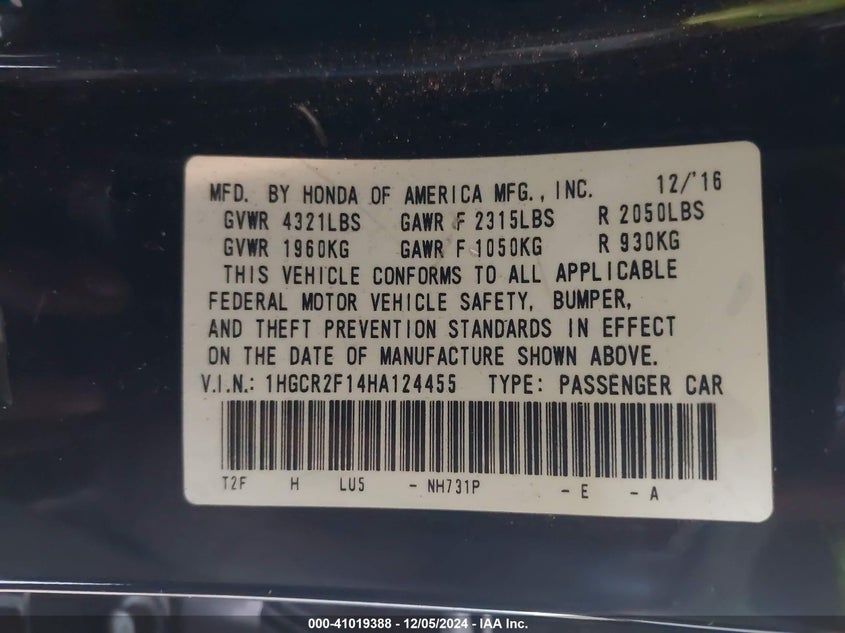 MFD. BY HONDA OF AMERICA MFG., INC. 12/'16
GVWR 4321LBS GAWR F 2315LBS R 2050LBS
GVWR 1960KG GAWR F 1050KG R 930KG
THIS VEHICLE CONFORMS TO ALL APPLICABLE
FEDERAL MOTOR VEHICLE SAFETY, BUMPER,
AND THEFT PREVENTION STANDARDS IN EFFECT
ON THE DATE OF MANUFACTURE SHOWN ABOVE.
V.I.N.: 1HGCR2F14HA124455 TYPE: PASSENGER CAR
T2F H LU5 - NH731P - E - A
000-41019388 - 12/05/2024 - IAA Inc.